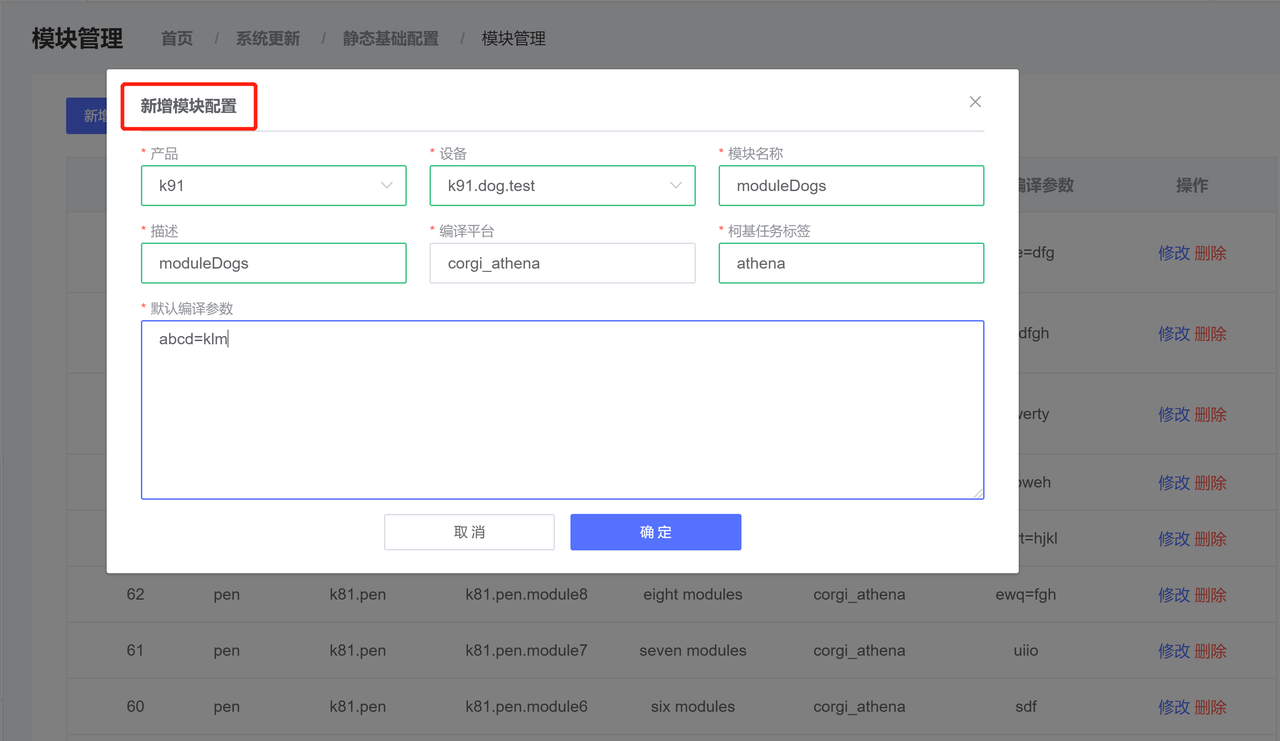 模块管理 首页 / 系统更新 / 静态基础配置 / 模块管理
新增模块配置
新增
* 产品 * 设备 * 模块名称
k91 k91.dog.test moduleDogs
编译参数 操作
* 描述 * 编译平台 * 柯基任务标签
moduleDogs corgi_athena athena
e=dfg 修改 删除
* 默认编译参数
abcd=klm
dfgh 修改 删除
werty 修改 删除
oweh 修改 删除
取消 确定
rt=hjkl 修改 删除
62 pen k81.pen k81.pen.module8 eight modules corgi_athena ewq=fgh 修改 删除
61 pen k81.pen k81.pen.module7 seven modules corgi_athena uiio 修改 删除
60 pen k81.pen k81.pen.module6 six modules corgi_athena sdf 修改 删除